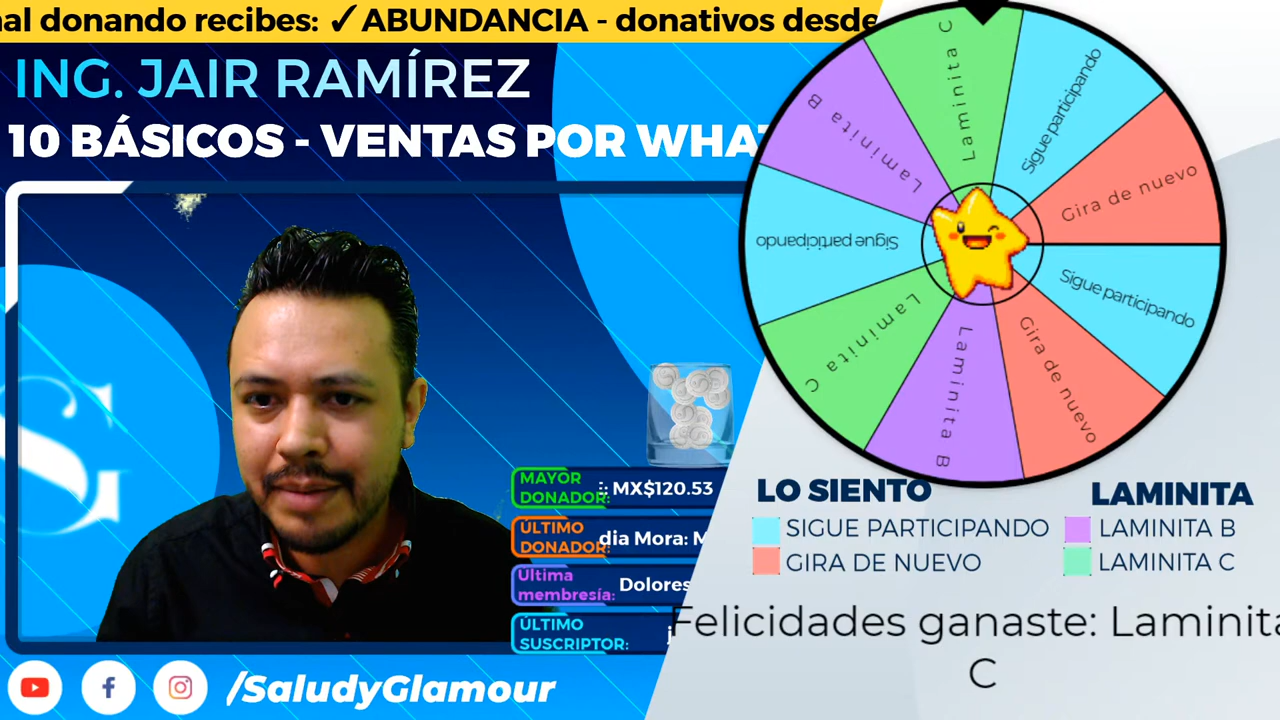 al donando recibes: ✓ABUNDANCIA - donativos desde
ING. JAIR RAMÍREZ
10 BÁSICOS - VENTAS POR WHAT
Laminita C
Sigue participando
Gira de nuevo
Sigue participando
Gira de nuevo
Laminita B
Laminita C
Sigue participando
Laminita B
S
MAYOR DONADOR: MX$120.53
ÚLTIMO DONADOR: dia Mora: M
Última membresía: Dolores
ÚLTIMO SUSCRIPTOR: j
LO SIENTO
SIGUE PARTICIPANDO
GIRA DE NUEVO
LAMINITA
LAMINITA B
LAMINITA C
Felicidades ganaste: Laminita
C
/SaludyGlamour